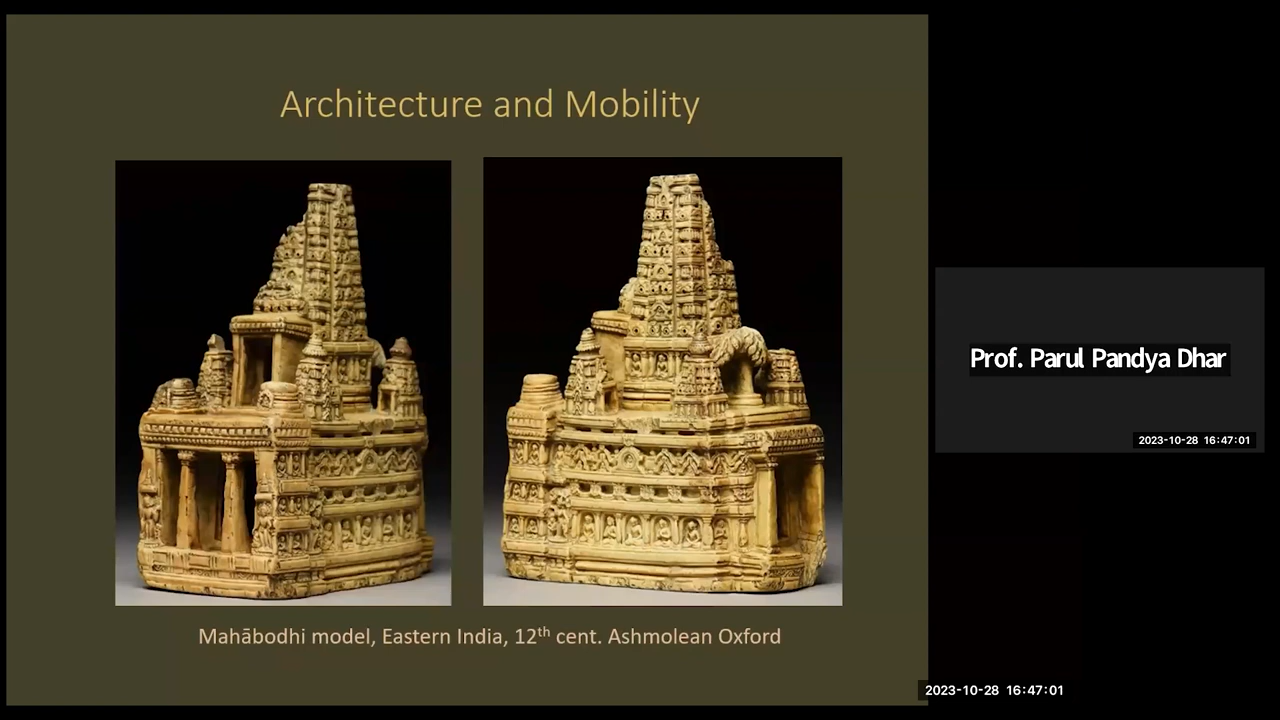 Architecture and Mobility
Mahābodhi model, Eastern India, 12th cent. Ashmolean Oxford
Prof. Parul Pandya Dhar
2023-10-28 16:47:01
2023-10-28 16:47:01